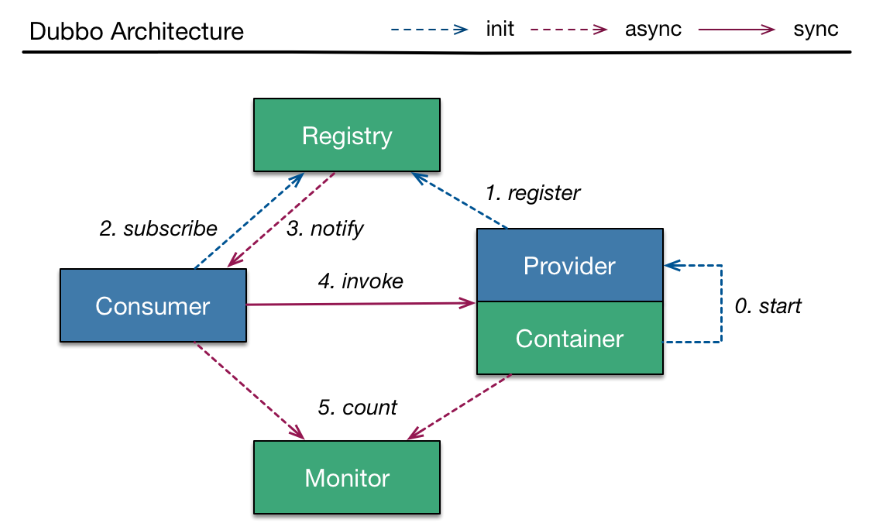 Dubbo Architecture
init
async
sync
Registry
1. register
2. subscribe
3. notify
Provider
4. invoke
Consumer
0. start
Container
5. count
Monitor